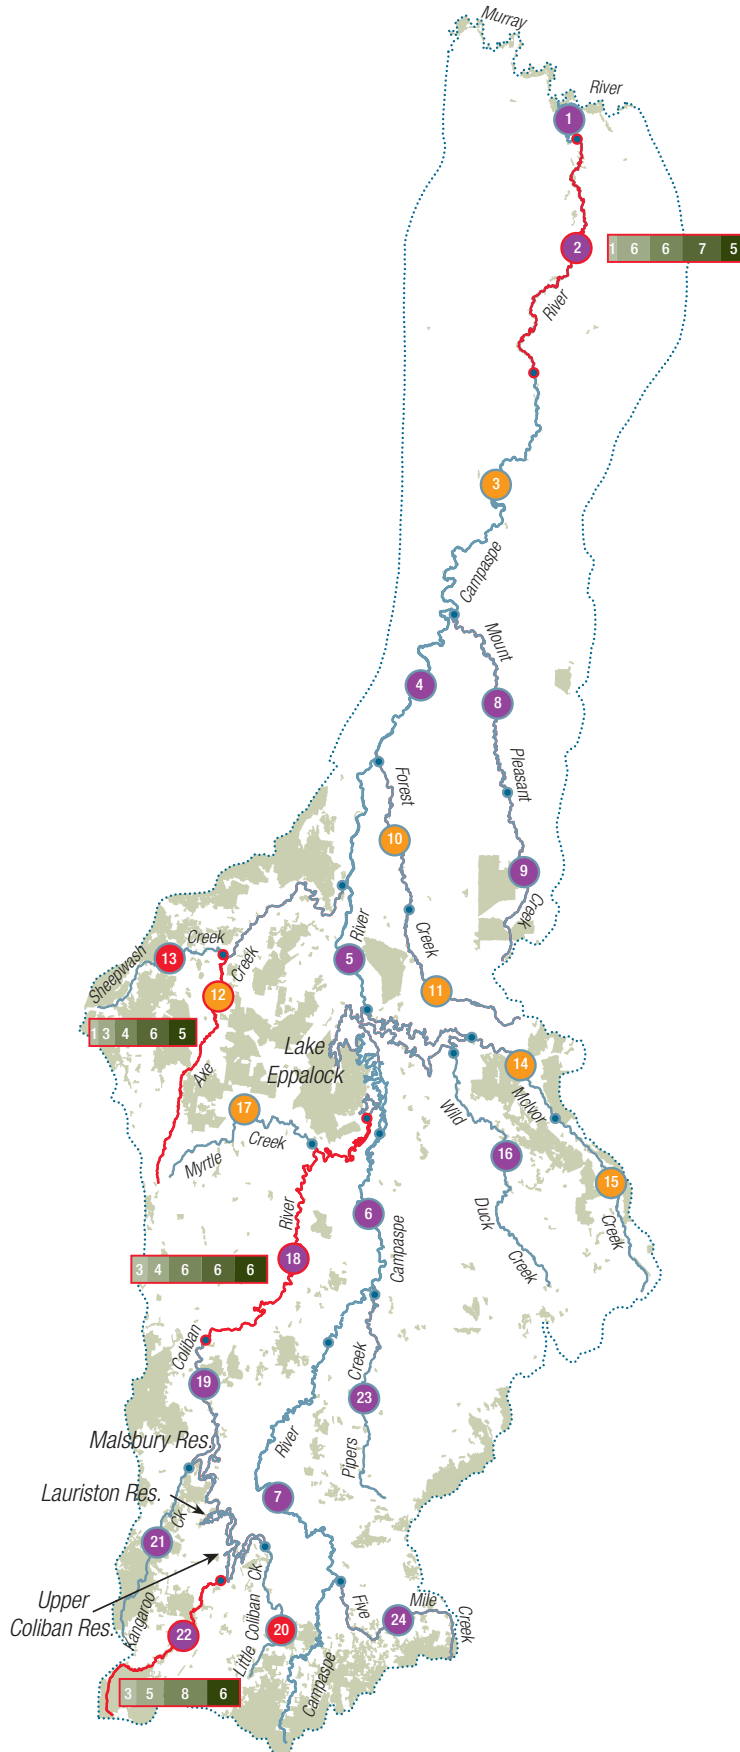 Murray
River
1
2
1 6 6 7 5
River
3
Campaspe
Mount
4
8
Pleasant
Forest
10
9
Creek
River
Creek
Creek
Creek
Sheepwash
13
5
12
11
1 3 4 6 5
Lake
Eppalock
Axe
14
McIvor
17
Wild
Creek
Myrtle
16
15
Duck
Creek
Creek
6
River
Campaspe
18
3 4 6 6 6
Coliban
19
Creek
23
River
Pipers
Malsbury Res.
Lauriston Res.
7
Ck
21
Upper
Coliban Res.
Kangaroo
Ck
Little Coliban
Five
Mile
24
Creek
22
20
Campaspe
3 5 8 6